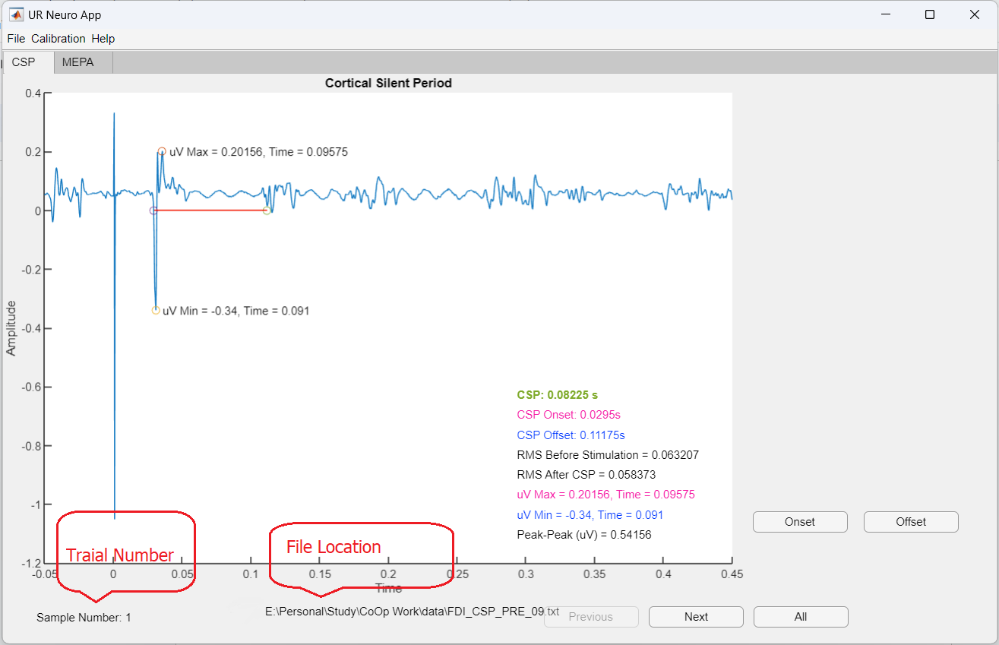 UR Neuro App
File Calibration Help
CSP MEPA
Cortical Silent Period
0.4
0.2
0
-0.2
-0.4
-0.6
-0.8
-1
-1.2
Amplitude
uV Max = 0.20156, Time = 0.09575
uV Min = -0.34, Time = 0.091
CSP: 0.08225 s
CSP Onset: 0.0295s
CSP Offset: 0.11175s
RMS Before Stimulation = 0.063207
RMS After CSP = 0.058373
uV Max = 0.20156, Time = 0.09575
uV Min = -0.34, Time = 0.091
Peak-Peak (uV) = 0.54156
Onset Offset
Traial Number
File Location
-0.05 0 0.05 0.1 0.15 0.2 0.25 0.3 0.35 0.4 0.45
Time
Sample Number: 1
E:\Personal\Study\CoOp Work\data\FDI_CSP_PRE_09.txt
Previous Next All